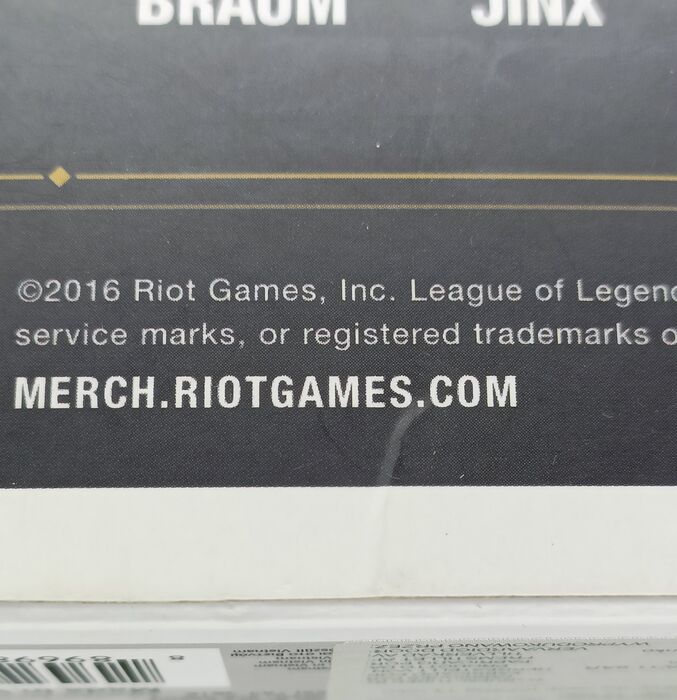 BRAUM JINX
©2016 Riot Games, Inc. League of Legend
service marks, or registered trademarks o
MERCH.RIOTGAMES.COM